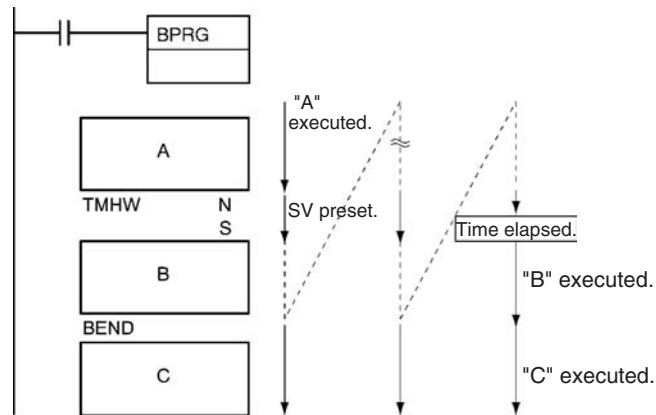 BPRG
"A"
executed.
A
TMHW N
S
SV preset.
Time elapsed.
B
"B" executed.
BEND
C
"C" executed.